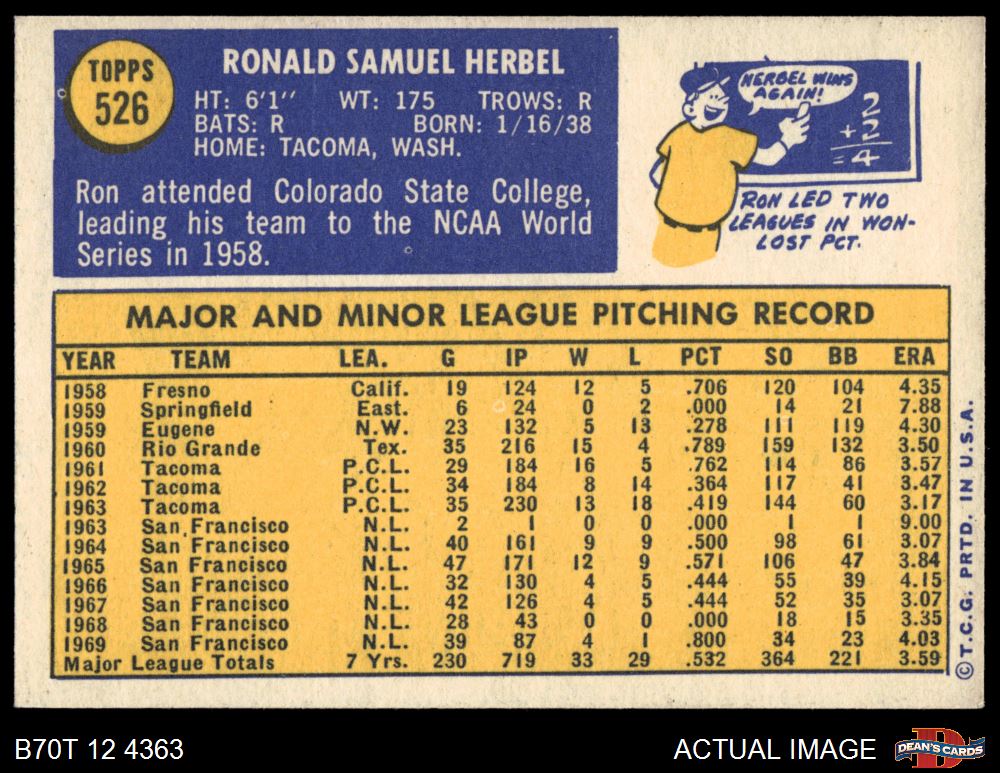 TOPPS
526
RONALD SAMUEL HERBEL
HT: 6'1'' WT: 175 TROWS: R
BATS: R BORN: 1/16/38
HOME: TACOMA, WASH.
Ron attended Colorado State College,
leading his team to the NCAA World
Series in 1958.
HERBEL WINS
AGAIN!
2
+ 2
= 4
RON LED TWO
LEAGUES IN WON-
LOST PCT.
MAJOR AND MINOR LEAGUE PITCHING RECORD
YEAR TEAM LEA. G IP W L PCT SO BB ERA
1958 Fresno Calif. 19 124 12 5 .706 120 104 4.35
1959 Springfield East. 6 24 0 2 .000 14 21 7.88
1959 Eugene N.W. 23 132 5 13 .278 111 119 4.30
1960 Rio Grande Tex. 35 216 15 4 .789 159 132 3.50
1961 Tacoma P.C.L. 29 184 16 5 .762 114 86 3.57
1962 Tacoma P.C.L. 34 184 8 14 .364 117 41 3.47
1963 Tacoma P.C.L. 35 230 13 18 .419 144 60 3.17
1963 San Francisco N.L. 2 1 0 0 .000 1 1 9.00
1964 San Francisco N.L. 40 161 9 9 .500 98 61 3.07
1965 San Francisco N.L. 47 171 12 9 .571 106 47 3.84
1966 San Francisco N.L. 32 130 4 5 .444 55 39 4.15
1967 San Francisco N.L. 42 126 4 5 .444 52 35 3.07
1968 San Francisco N.L. 28 43 0 0 .000 18 15 3.35
1969 San Francisco N.L. 39 87 4 1 .800 34 23 4.03
Major League Totals 7 Yrs. 230 719 33 29 .532 364 221 3.59
© T.C.G. PRTD. IN U.S.A.
B70T 12 4363
ACTUAL IMAGE
D
DEAN'S CARDS